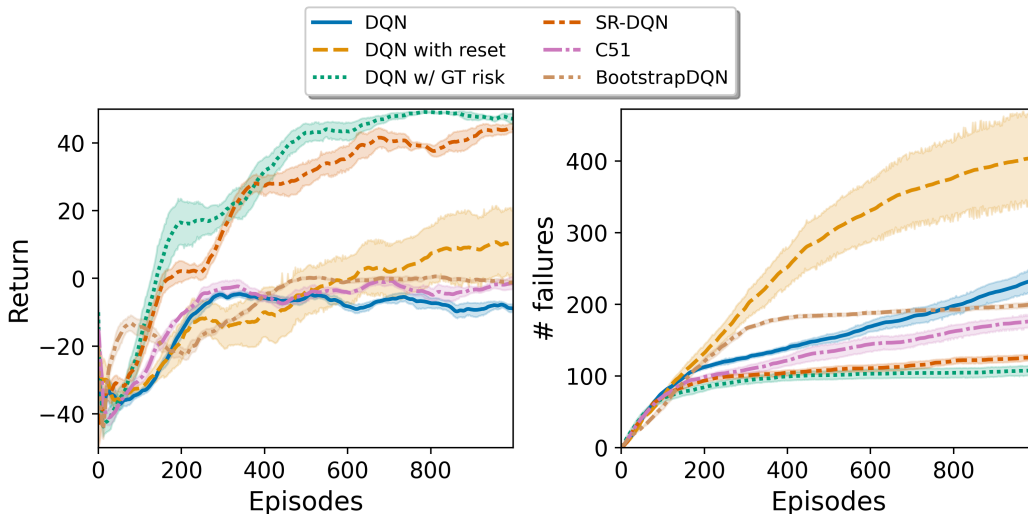 DQN
DQN with reset
DQN w/ GT risk
SR-DQN
C51
BootstrapDQN
Return
40
20
0
−20
−40
0 200 400 600 800
Episodes
# failures
400
300
200
100
0
0 200 400 600 800
Episodes